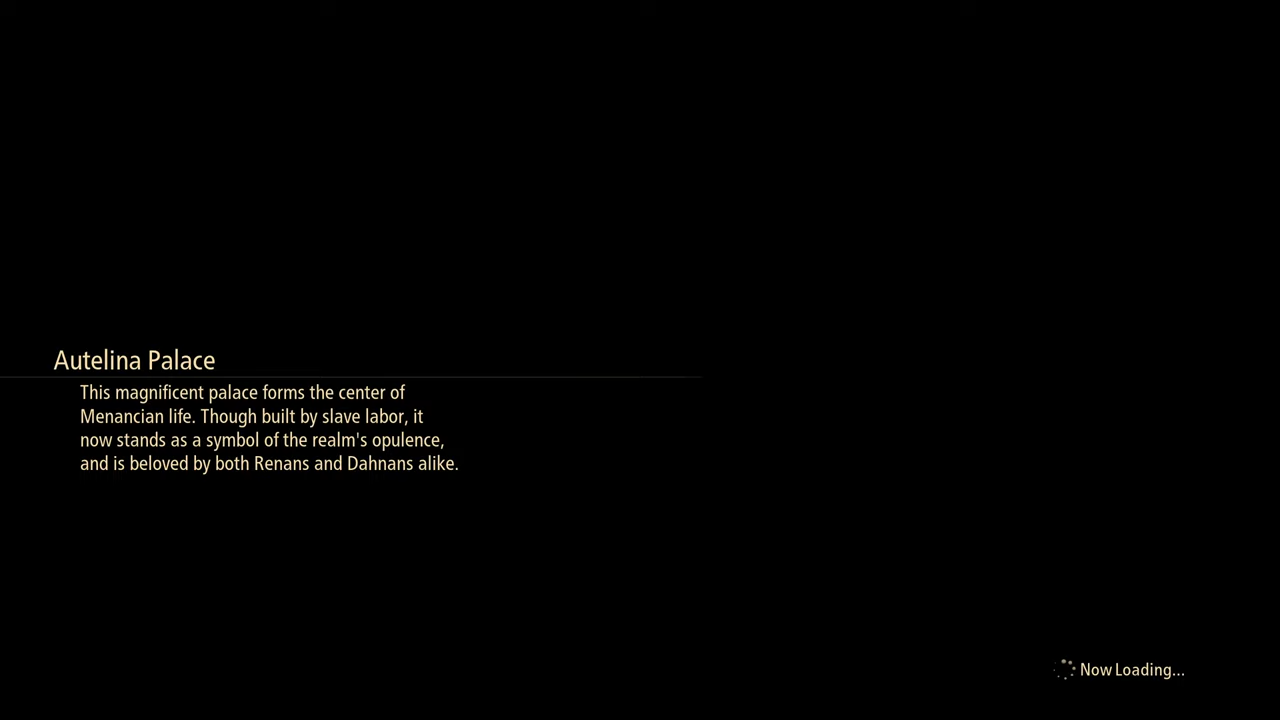 Autelina Palace
This magnificent palace forms the center of
Menancian life. Though built by slave labor, it
now stands as a symbol of the realm's opulence,
and is beloved by both Renans and Dahnans alike.
Now Loading...